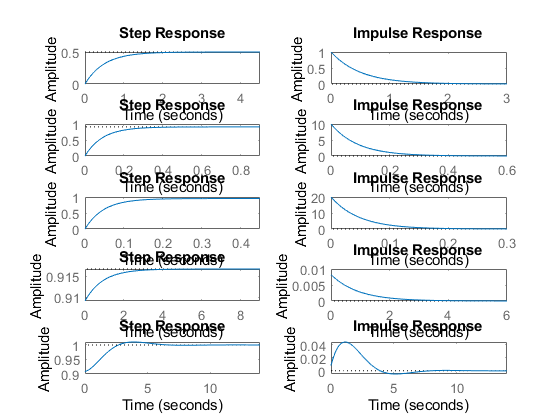 Step Response
Impulse Response
Amplitude
0.5
0
0 1 2 3 4
Time (seconds)
Amplitude
1
0.5
0
0 1 2 3
Time (seconds)
Step Response
Impulse Response
Amplitude
1
0.5
0
0 0.2 0.4 0.6 0.8
Time (seconds)
Amplitude
10
5
0
0 0.2 0.4 0.6
Time (seconds)
Step Response
Impulse Response
Amplitude
1
0.5
0
0 0.1 0.2 0.3 0.4
Time (seconds)
Amplitude
20
10
0
0 0.1 0.2 0.3
Time (seconds)
Step Response
Impulse Response
Amplitude
0.915
0.91
0 2 4 6 8
Time (seconds)
Amplitude
0.01
0.005
0
0 2 4 6
Time (seconds)
Step Response
Impulse Response
Amplitude
1
0.95
0.9
0 5 10
Time (seconds)
Amplitude
0.04
0.02
0
0 5 10
Time (seconds)